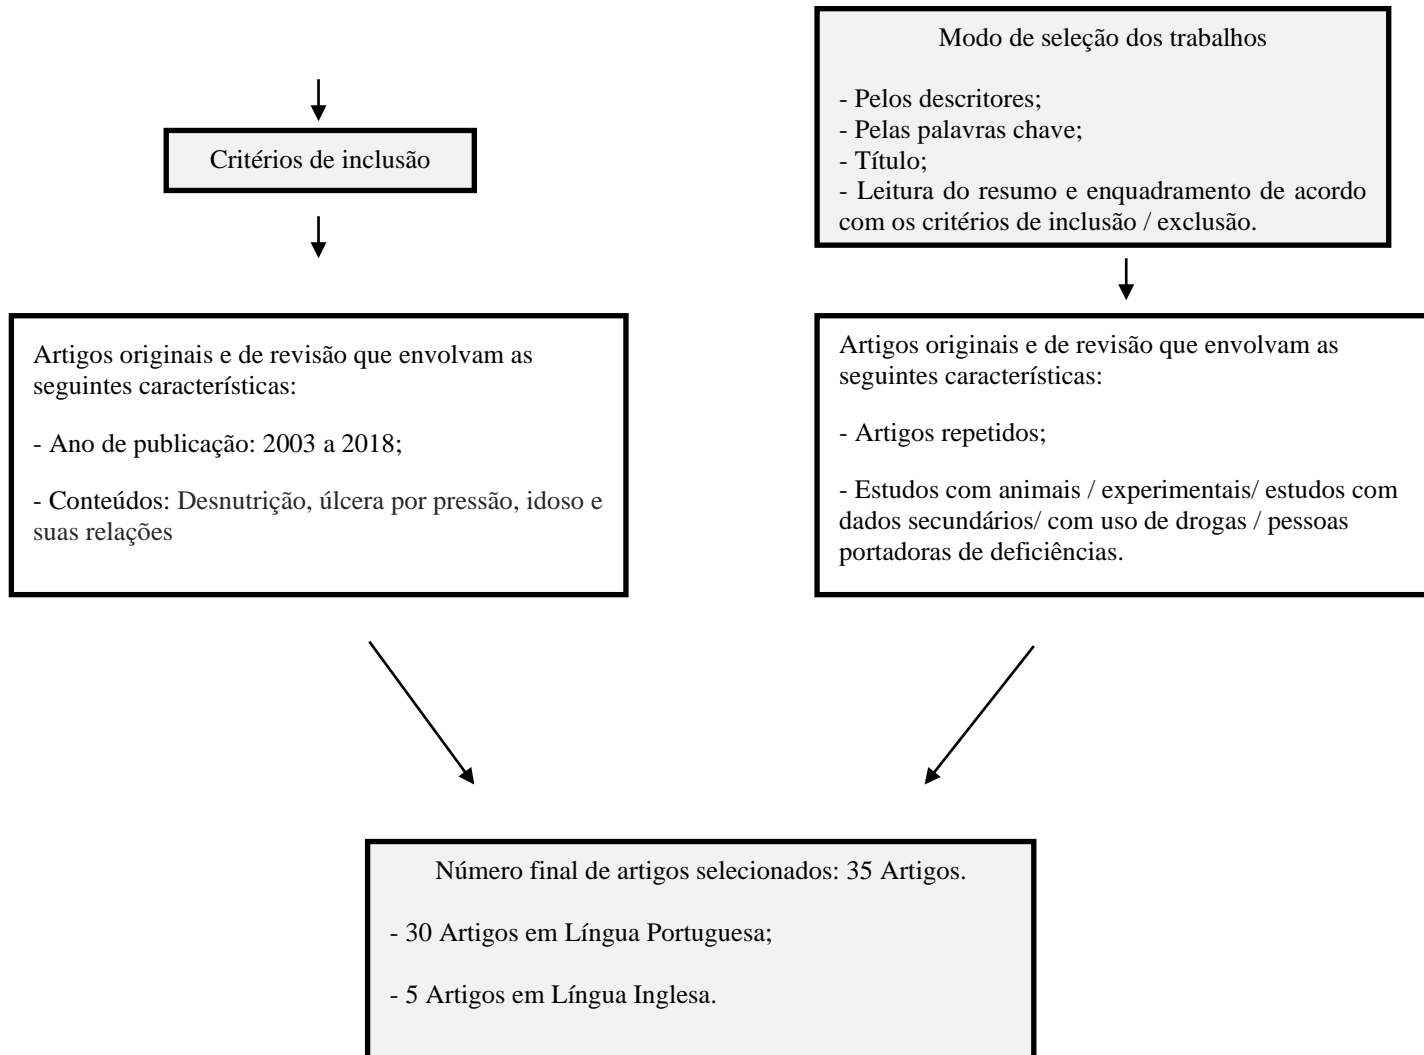 Modo de seleção dos trabalhos
- Pelos descritores;
- Pelas palavras chave;
- Título;
- Leitura do resumo e enquadramento de acordo
com os critérios de inclusão / exclusão.
Critérios de inclusão
Artigos originais e de revisão que envolvam as
seguintes características:
- Ano de publicação: 2003 a 2018;
- Conteúdos: Desnutrição, úlcera por pressão, idoso e
suas relações
Artigos originais e de revisão que envolvam as
seguintes características:
- Artigos repetidos;
- Estudos com animais / experimentais/ estudos com
dados secundários/ com uso de drogas / pessoas
portadoras de deficiências.
Número final de artigos selecionados: 35 Artigos.
- 30 Artigos em Língua Portuguesa;
- 5 Artigos em Língua Inglesa.